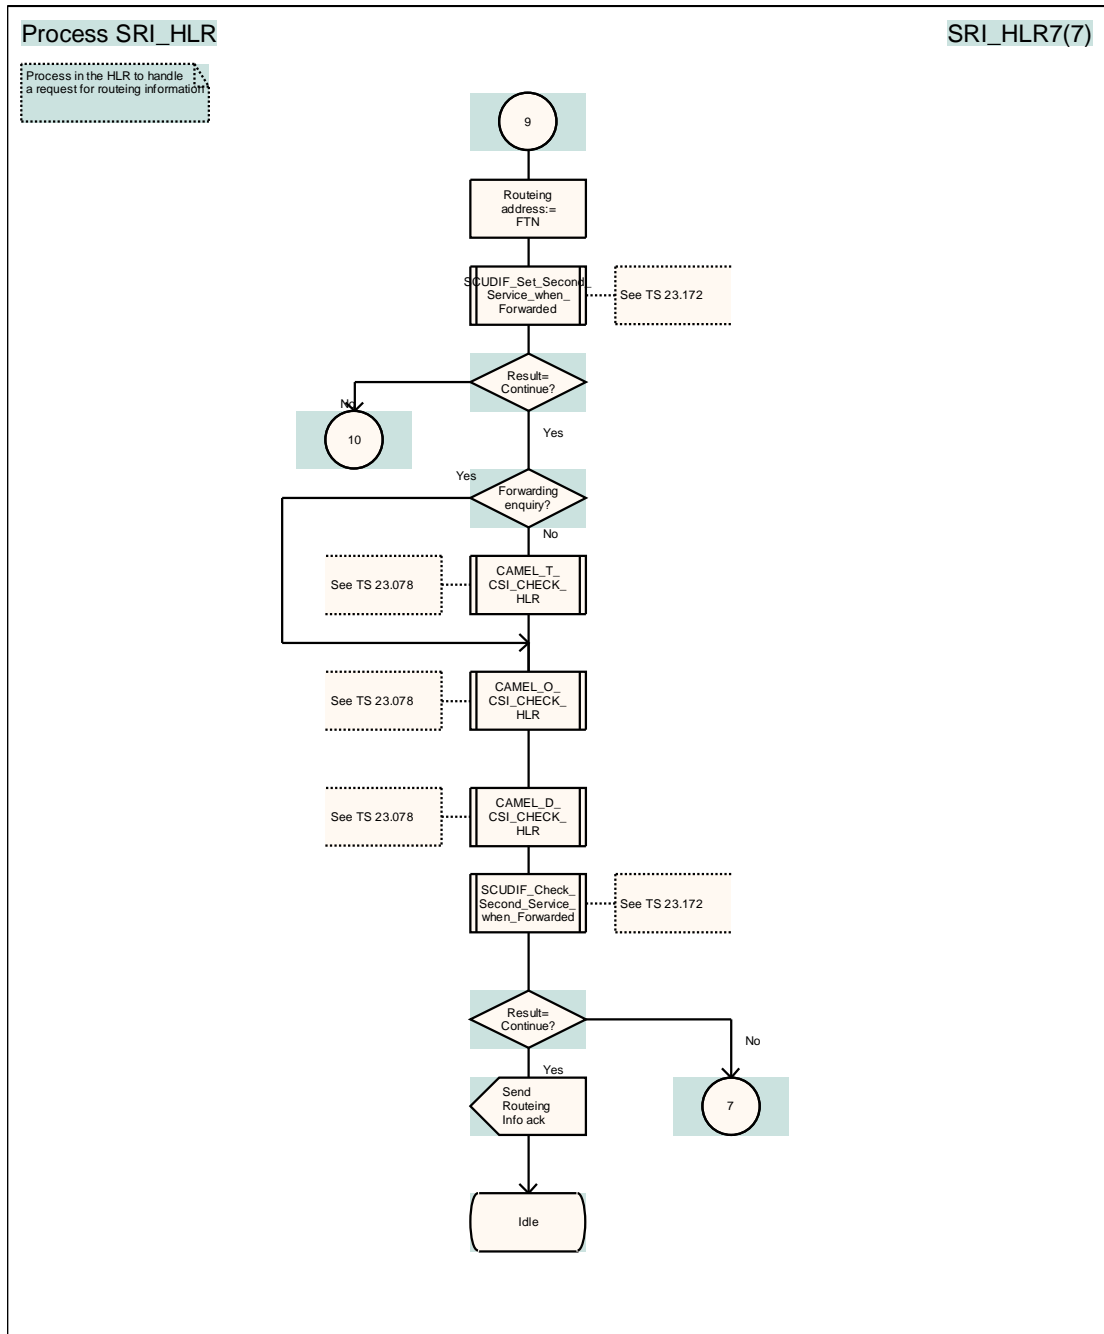 Process SRI_HLR
SRI_HLR7(7)
Process in the HLR to handle
a request for routeing information
9
Routeing
address:=
FTN
SCUDIF_Set_Second_
Service_when_
Forwarded
See TS 23.172
Result=
Continue?
No
10
Yes
Yes
Forwarding
enquiry?
No
See TS 23.078
CAMEL_T_
CSI_CHECK_
HLR
See TS 23.078
CAMEL_O_
CSI_CHECK_
HLR
See TS 23.078
CAMEL_D_
CSI_CHECK_
HLR
SCUDIF_Check_
Second_Service_
when_Forwarded
See TS 23.172
Result=
Continue?
No
Yes
Send
Routeing
Info ack
7
Idle